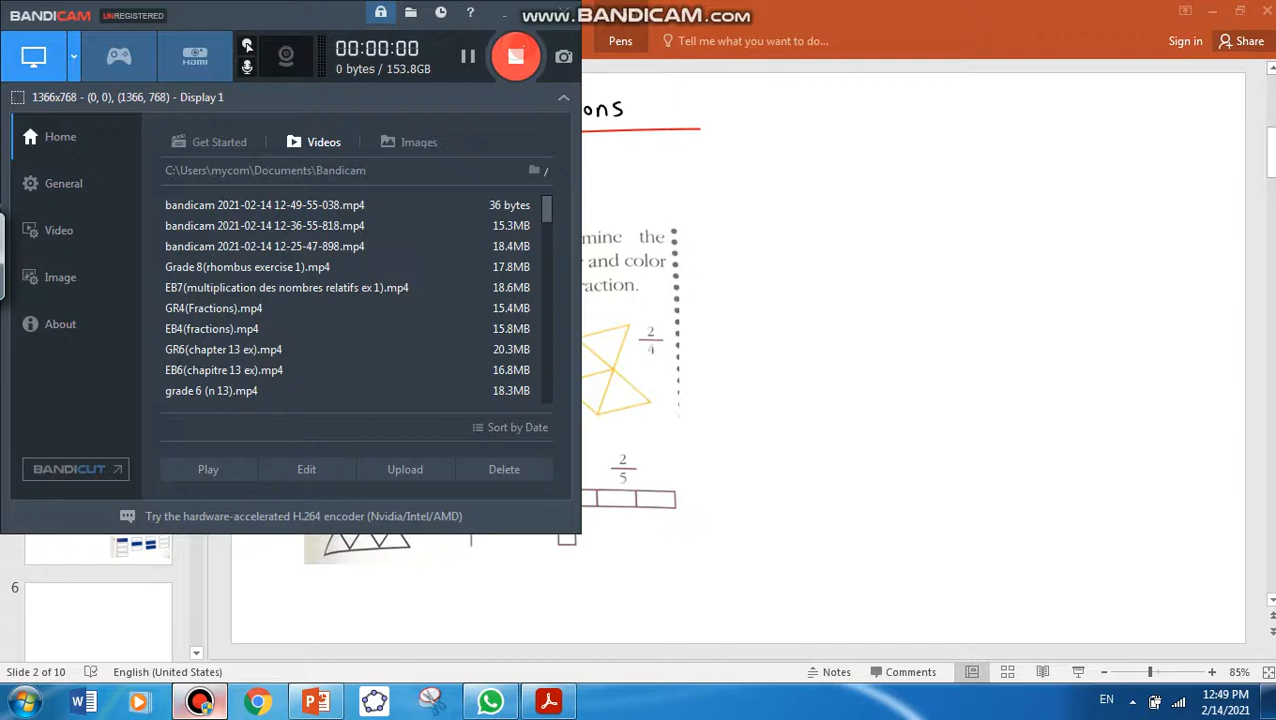 BANDICAM UNREGISTERED
www.BANDICAM.com
Pens
Tell me what you want to do...
Sign in
Share
HDMI
00:00:00
0 bytes / 153.8GB
1366x768 - (0, 0), (1366, 768) - Display 1
Home
General
Video
Image
About
BANDICUT
Get Started
Videos
Images
C:\Users\mycom\Documents\Bandicam
/
bandicam 2021-02-14 12-49-55-038.mp4 36 bytes
bandicam 2021-02-14 12-36-55-818.mp4 15.3MB
bandicam 2021-02-14 12-25-47-898.mp4 18.4MB
Grade 8(rhombus exercise 1).mp4 17.8MB
EB7(multiplication des nombres relatifs ex1).mp4 18.6MB
GR4(Fractions).mp4 15.4MB
EB4(fractions).mp4 15.8MB
GR6(chapter 13 ex).mp4 20.3MB
EB6(chapitre 13 ex).mp4 16.8MB
grade 6 (n 13).mp4 18.3MB
Sort by Date
Play Edit Upload Delete
Try the hardware-accelerated H.264 encoder (Nvidia/Intel/AMD)
ons
mine the
and color
action.
2
4
2
5
6
Slide 2 of 10
English (United States)
Notes
Comments
85%
EN
12:49 PM
2/14/2021